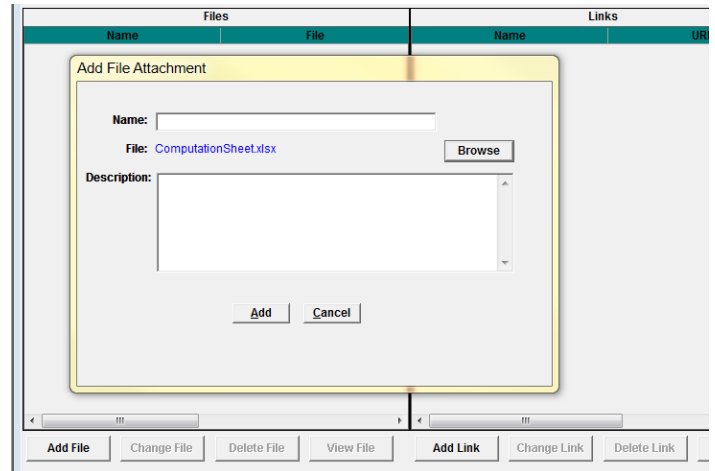 Files Links
Name File Name
Add File Attachment
Name:
File: ComputationSheet.xlsx Browse
Description:
Add Cancel
Add File Change File Delete File View File Add Link Change Link Delete Link